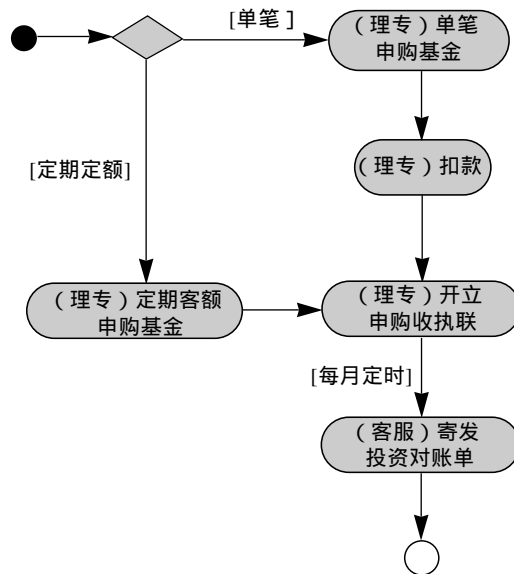 [单笔 ]
（理专）单笔
申购基金
（理专）扣款
[定期定额]
（理专）定期客额
申购基金
（理专）开立
申购收执联
[每月定时]
（客服）寄发
投资对账单